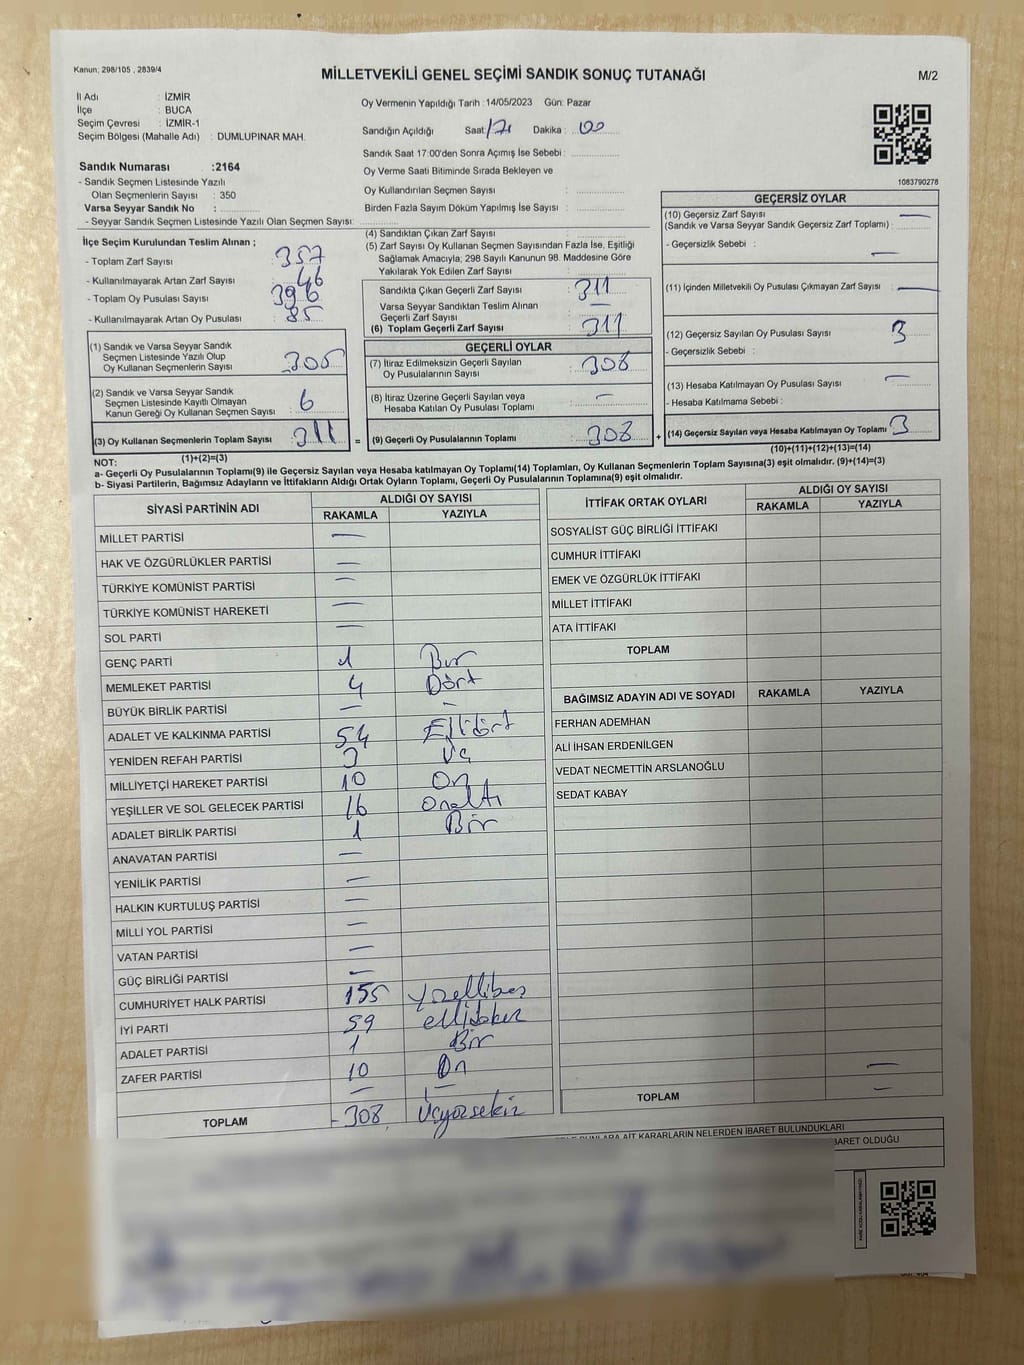 Kanun; 298/105 , 2839/4
MİLLETVEKİLİ GENEL SEÇİMİ SANDIK SONUÇ TUTANAĞI
M/2
İl Adı : İZMİR
İlçe : BUCA
Seçim Çevresi : İZMİR-1
Seçim Bölgesi (Mahalle Adı) : DUMLUPINAR MAH.
Sandık Numarası :2164
- Sandık Seçmen Listesinde Yazılı
Olan Seçmenlerin Sayısı : 350
Varsa Seyyar Sandık No :
- Seyyar Sandık Seçmen Listesinde Yazılı Olan Seçmen Sayısı:
Oy Vermenin Yapıldığı Tarih :14/05/2023 Gün: Pazar
Sandığın Açıldığı Saat: 17 Dakika : 00
Sandık Saat 17:00'den Sonra Açımış İse Sebebi :
Oy Verme Saati Bitiminde Sırada Bekleyen ve
Oy Kullandırılan Seçmen Sayısı :
Birden Fazla Sayım Döküm Yapılmış İse Sayısı :
1083790278
İlçe Seçim Kurulundan Teslim Alınan ;
- Toplam Zarf Sayısı : 357
- Kullanılmayarak Artan Zarf Sayısı : 46
- Toplam Oy Pusulası Sayısı : 396
- Kullanılmayarak Artan Oy Pusulası : 85
(4) Sandıktan Çıkan Zarf Sayısı :
(5) Zarf Sayısı Oy Kullanan Seçmen Sayısından Fazla İse, Eşitliği
Sağlamak Amacıyla; 298 Sayılı Kanunun 98. Maddesine Göre
Yakılarak Yok Edilen Zarf Sayısı :
Sandıkta Çıkan Geçerli Zarf Sayısı : 311
Varsa Seyyar Sandıktan Teslim Alınan
Geçerli Zarf Sayısı : —
(6) Toplam Geçerli Zarf Sayısı : 311
GEÇERSİZ OYLAR
(10) Geçersiz Zarf Sayısı —
(Sandık ve Varsa Seyyar Sandık Geçersiz Zarf Toplamı) :
- Geçersizlik Sebebi : —
(11) İçinden Milletvekili Oy Pusulası Çıkmayan Zarf Sayısı : —
(12) Geçersiz Sayılan Oy Pusulası Sayısı : 3
- Geçersizlik Sebebi :
(13) Hesaba Katılmayan Oy Pusulası Sayısı : —
- Hesaba Katılmama Sebebi :
(14) Geçersiz Sayılan veya Hesaba Katılmayan Oy Toplamı : 3
(10)+(11)+(12)+(13)=(14)
(1) Sandık ve Varsa Seyyar Sandık
Seçmen Listesinde Yazılı Olup
Oy Kullanan Seçmenlerin Sayısı : 305
(2) Sandık ve Varsa Seyyar Sandık
Seçmen Listesinde Kayıtlı Olmayan
Kanun Gereği Oy Kullanan Seçmen Sayısı : 6
(3) Oy Kullanan Seçmenlerin Toplam Sayısı : 311 =
(1)+(2)=(3)
GEÇERLİ OYLAR
(7) İtiraz Edilmeksizin Geçerli Sayılan
Oy Pusulalarının Sayısı : 308
(8) İtiraz Üzerine Geçerli Sayılan veya
Hesaba Katılan Oy Pusulası Toplamı : —
(9) Geçerli Oy Pusulalarının Toplamı : 308 +
NOT:
a- Geçerli Oy Pusulalarının Toplamı(9) ile Geçersiz Sayılan veya Hesaba katılmayan Oy Toplamı(14) Toplamları, Oy Kullanan Seçmenlerin Toplam Sayısına(3) eşit olmalıdır. (9)+(14)=(3)
b- Siyasi Partilerin, Bağımsız Adayların ve İttifakların Aldığı Ortak Oyların Toplamı, Geçerli Oy Pusulalarının Toplamına(9) eşit olmalıdır.
SİYASİ PARTİNİN ADI ALDIĞI OY SAYISI
RAKAMLA YAZIYLA
MİLLET PARTİSİ —
HAK VE ÖZGÜRLÜKLER PARTİSİ —
TÜRKİYE KOMÜNİST PARTİSİ —
TÜRKİYE KOMÜNİST HAREKETİ —
SOL PARTİ —
GENÇ PARTİ 1 Bir
MEMLEKET PARTİSİ 4 Dört
BÜYÜK BİRLİK PARTİSİ — —
ADALET VE KALKINMA PARTİSİ 54 Ellidört
YENİDEN REFAH PARTİSİ 3 Üç
MİLLİYETÇİ HAREKET PARTİSİ 10 On
YEŞİLLER VE SOL GELECEK PARTİSİ 16 Onaltı
ADALET BİRLİK PARTİSİ 1 Bir
ANAVATAN PARTİSİ —
YENİLİK PARTİSİ —
HALKIN KURTULUŞ PARTİSİ —
MİLLİ YOL PARTİSİ —
VATAN PARTİSİ —
GÜÇ BİRLİĞİ PARTİSİ —
CUMHURİYET HALK PARTİSİ 155 Yüzellibeş
İYİ PARTİ 59 ellidokuz
ADALET PARTİSİ 1 Bir
ZAFER PARTİSİ 10 On
— —
TOPLAM - 308 Üçyüzsekiz
İTTİFAK ORTAK OYLARI ALDIĞI OY SAYISI
RAKAMLA YAZIYLA
SOSYALİST GÜÇ BİRLİĞİ İTTİFAKI
CUMHUR İTTİFAKI
EMEK VE ÖZGÜRLÜK İTTİFAKI
MİLLET İTTİFAKI
ATA İTTİFAKI
TOPLAM
BAĞIMSIZ ADAYIN ADI VE SOYADI RAKAMLA YAZIYLA
FERHAN ADEMHAN
ALİ İHSAN ERDENİLGEN
VEDAT NECMETTİN ARSLANOĞLU
SEDAT KABAY
—
TOPLAM —
BUNLARA AİT KARARLARIN NELERDEN İBARET BULUNDUKLARI
BARET OLDUĞU